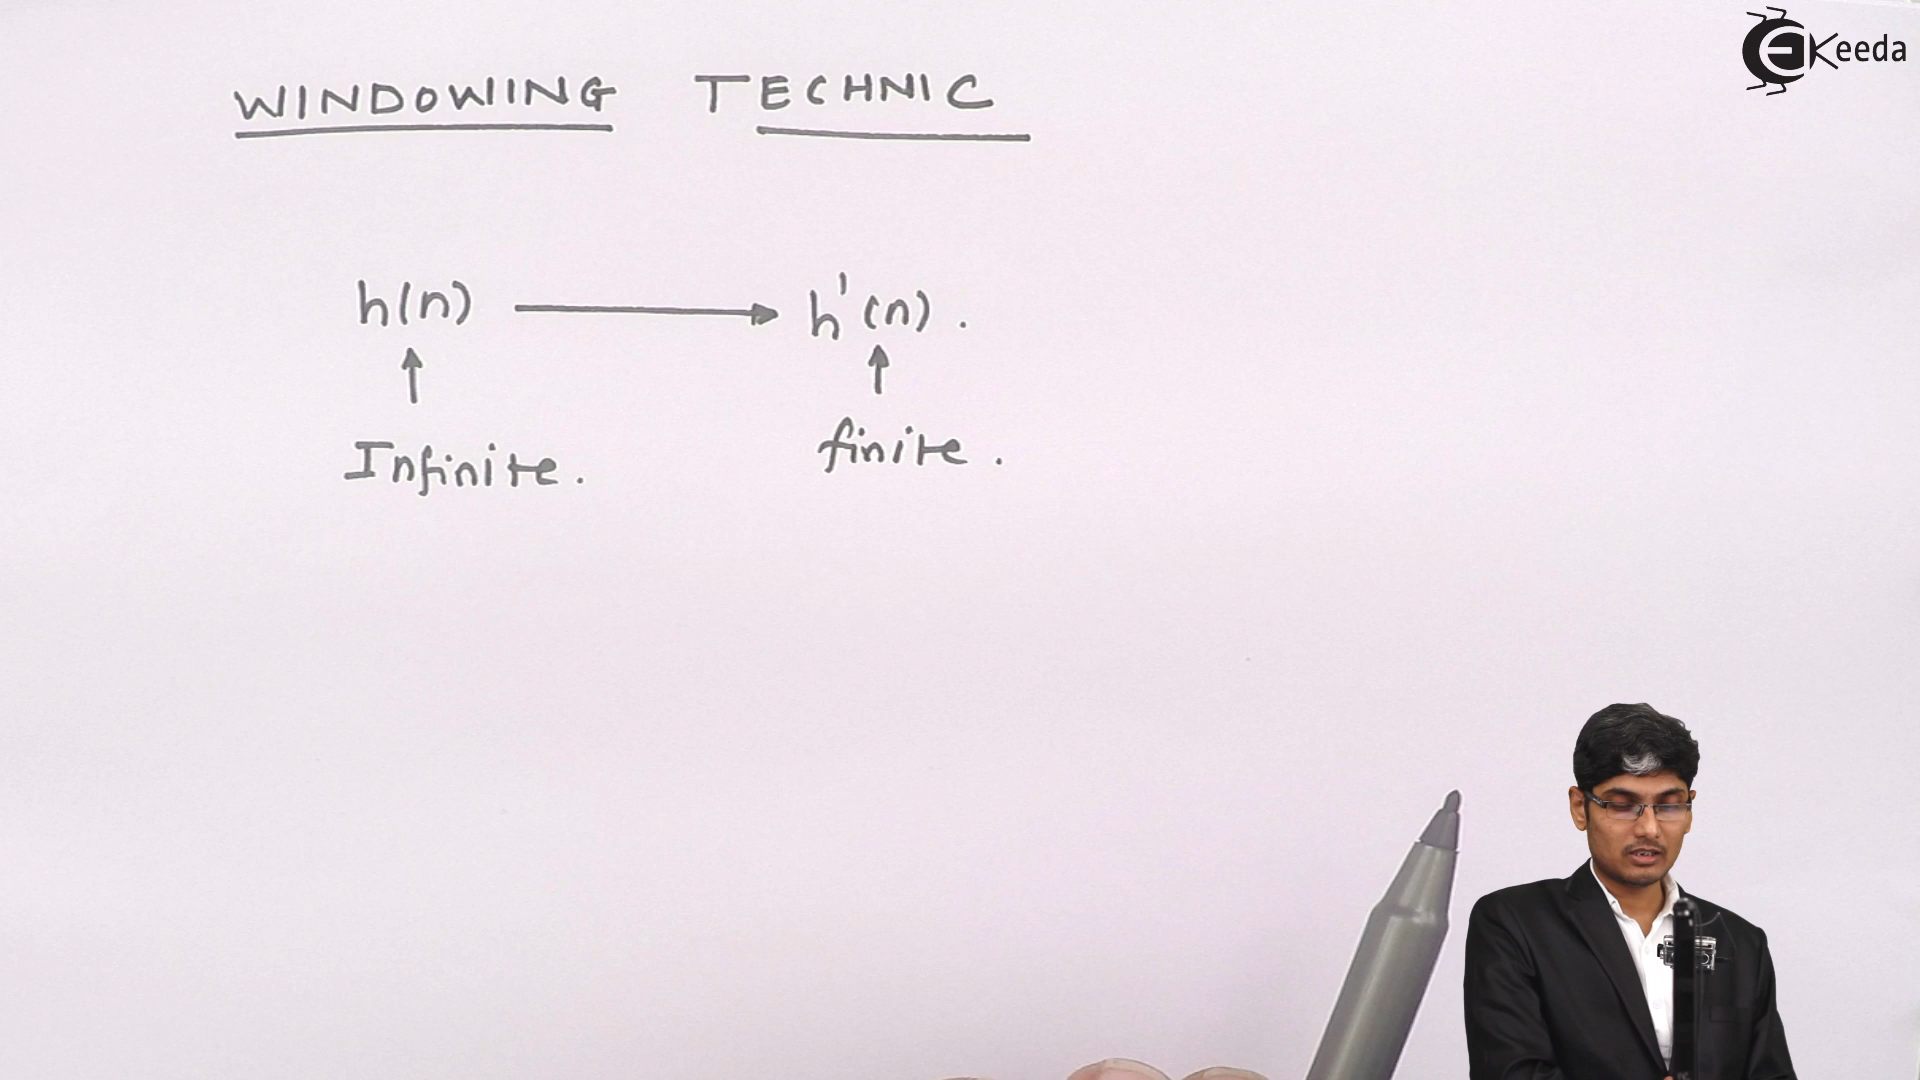 WINDOWING TECHNIC
h(n) → h'(n) .
↑ ↑
Infinite. finite .
EKeeda